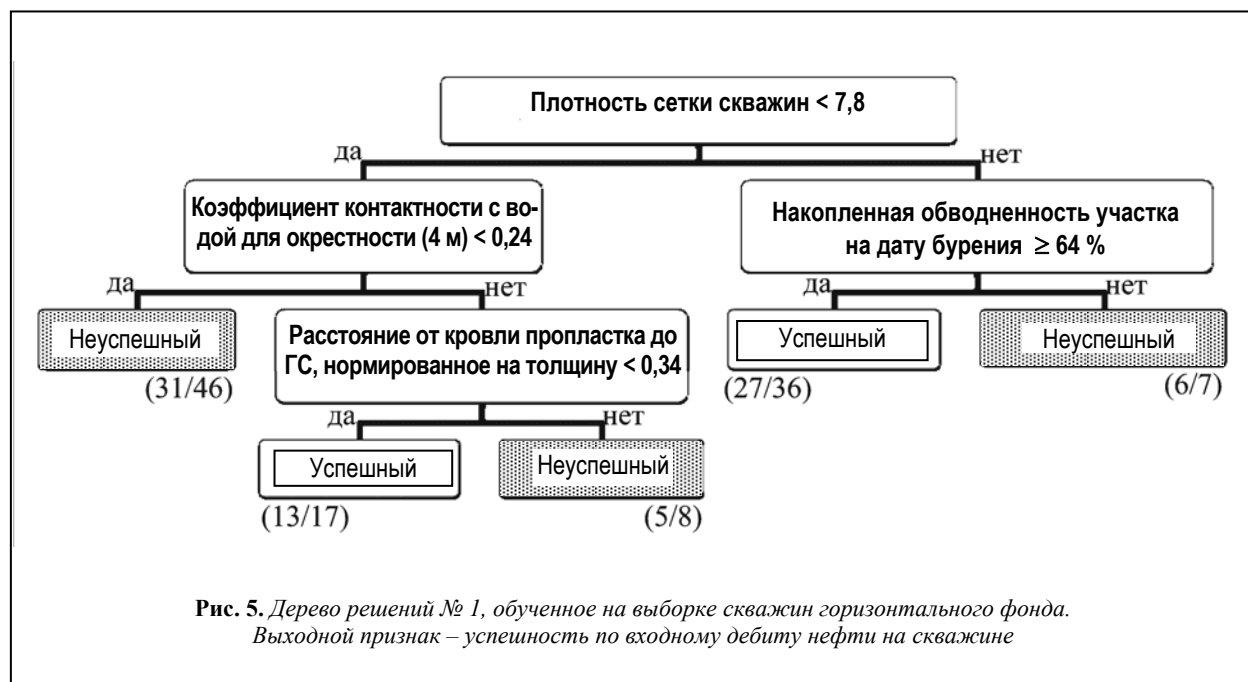 Плотность сетки скважин < 7,8
да
нет
Коэффициент контактности с во-
дой для окрестности (4 м) < 0,24
Накопленная обводненность участка
на дату бурения ≥ 64 %
да
нет
да
нет
Неуспешный
(31/46)
Расстояние от кровли пропластка до
ГС, нормированное на толщину < 0,34
Успешный
(27/36)
Неуспешный
(6/7)
да
нет
Успешный
(13/17)
Неуспешный
(5/8)
Рис. 5. Дерево решений № 1, обученное на выборке скважин горизонтального фонда.
Выходной признак – успешность по входному дебиту нефти на скважине